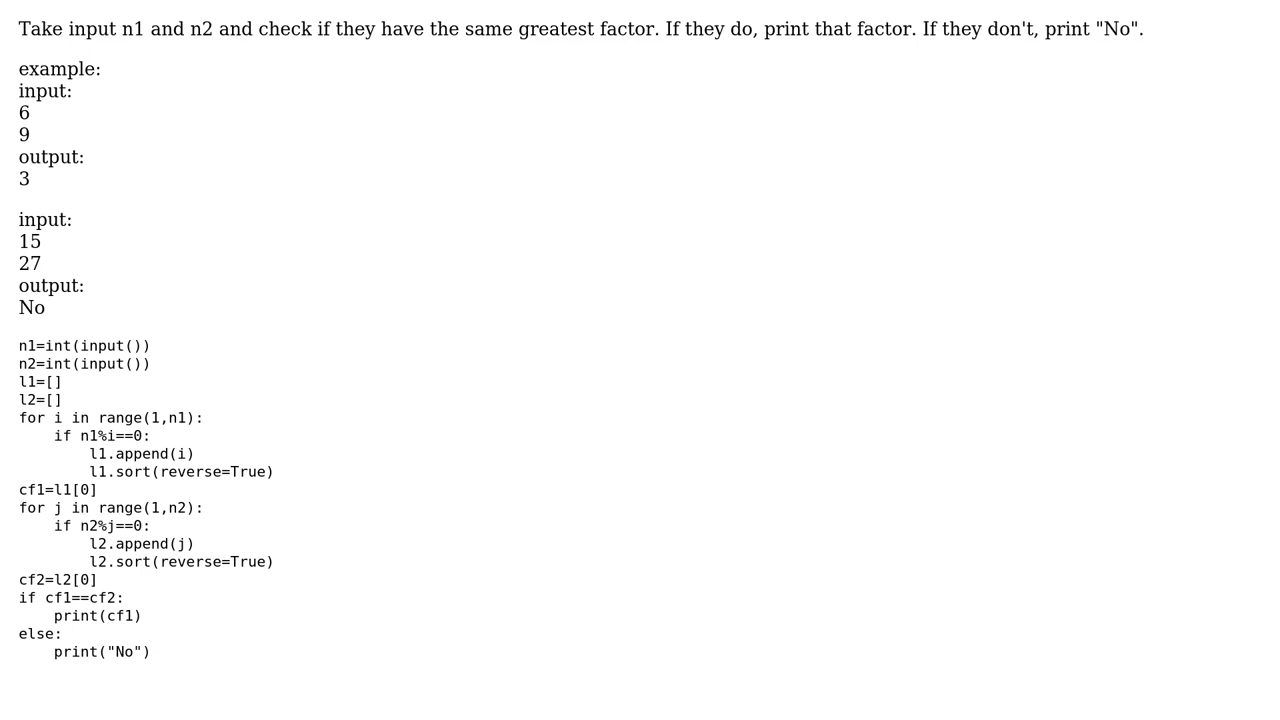 Take input n1 and n2 and check if they have the same greatest factor. If they do, print that factor. If they don't, print "No".
example:
input:
6
9
output:
3
input:
15
27
output:
No
n1=int(input())
n2=int(input())
l1=[]
l2=[]
for i in range(1,n1):
    if n1%i==0:
        l1.append(i)
        l1.sort(reverse=True)
cf1=l1[0]
for j in range(1,n2):
    if n2%j==0:
        l2.append(j)
        l2.sort(reverse=True)
cf2=l2[0]
if cf1==cf2:
    print(cf1)
else:
    print("No")